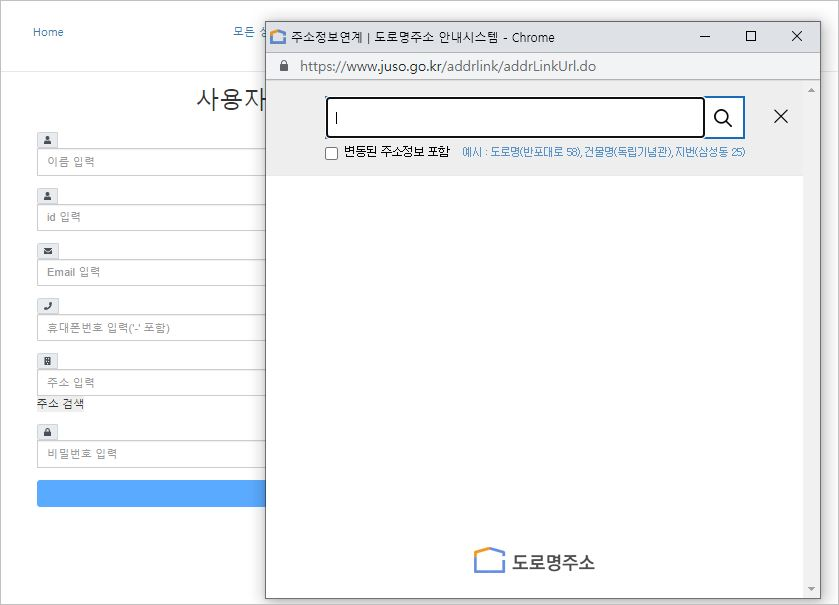 Home
모든
사용자
이름 입력
id 입력
Email 입력
휴대폰번호 입력('-' 포함)
주소 입력
주소 검색
비밀번호 입력
주소정보연계 | 도로명주소 안내시스템 - Chrome
https://www.juso.go.kr/addrlink/addrLinkUrl.do
변동된 주소정보 포함 예시 : 도로명(반포대로 58), 건물명(독립기념관), 지번(삼성동 25)
도로명주소